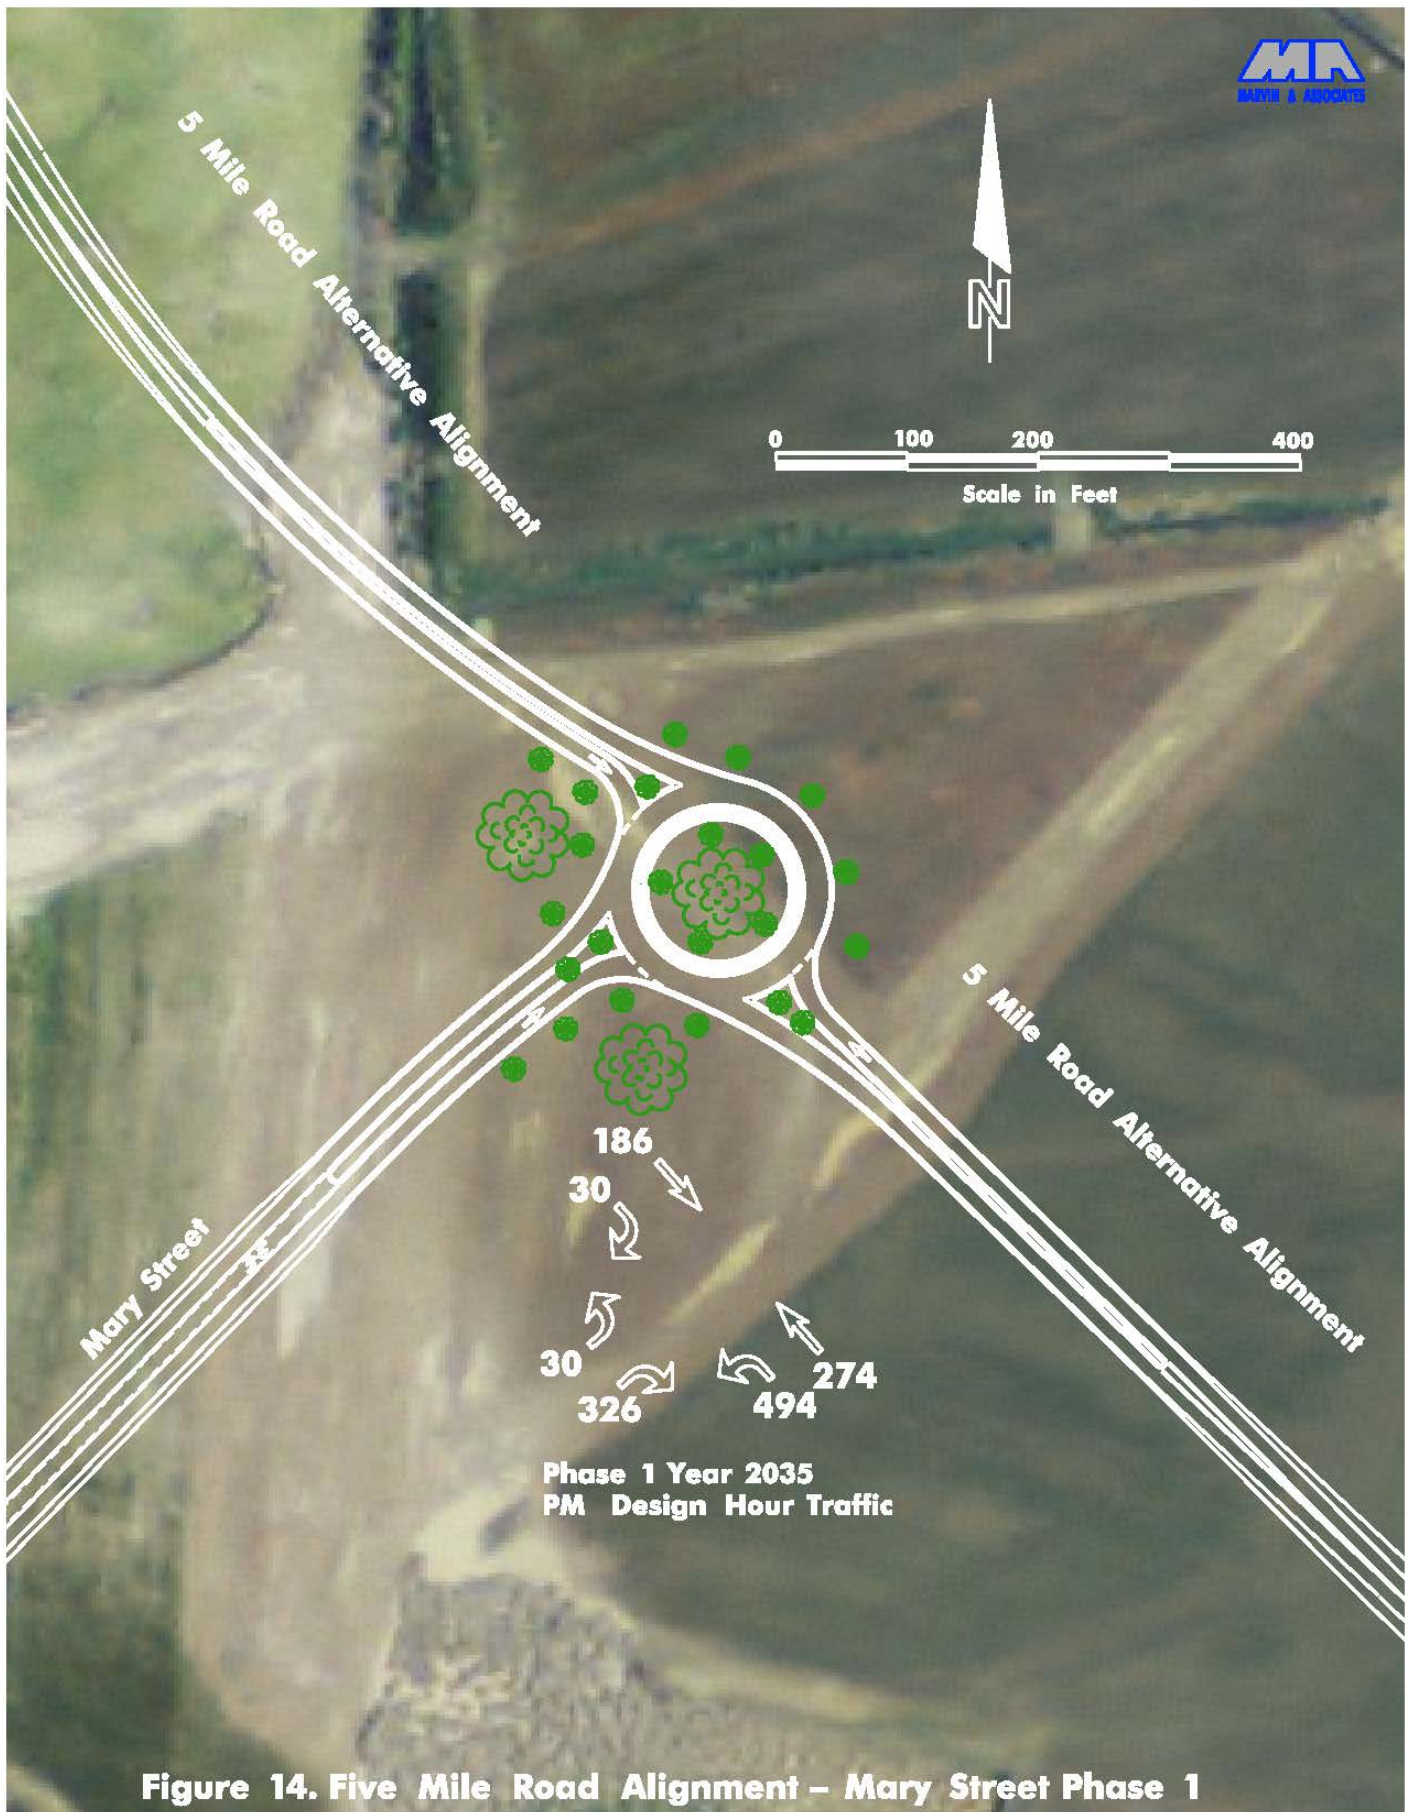 MA
MARVIN & ASSOCIATES
5 Mile Road Alternative Alignment
N
0 100 200 400
Scale in Feet
5 Mile Road Alternative Alignment
Mary Street
186
30
30
326
494
274
Phase 1 Year 2035
PM Design Hour Traffic
Figure 14. Five Mile Road Alignment – Mary Street Phase 1